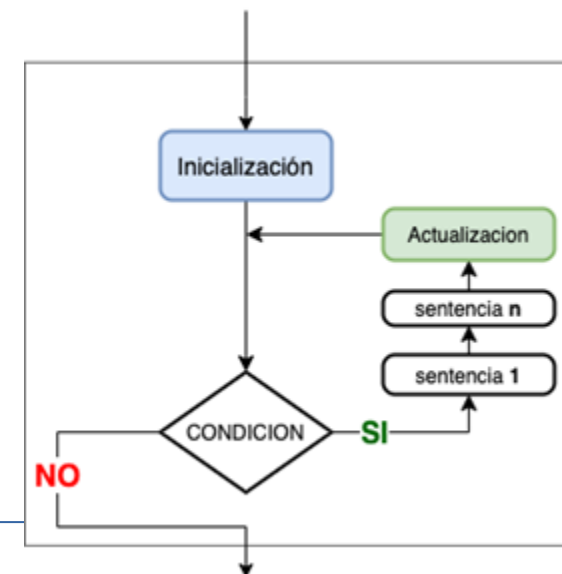 Inicialización
Actualizacion
sentencia n
sentencia 1
CONDICION
SI
NO